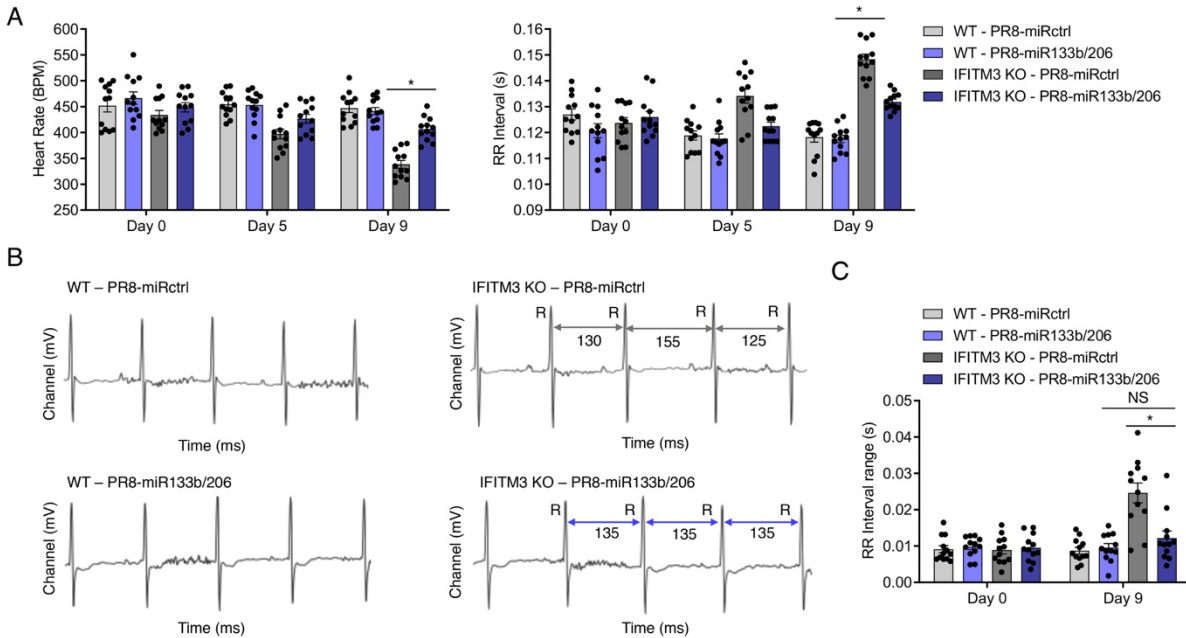 A
Heart Rate (BPM)
600
550
500
450
400
350
300
250
Day 0
Day 5
Day 9
*
RR Interval (s)
0.16
0.15
0.14
0.13
0.12
0.11
0.10
0.09
Day 0
Day 5
Day 9
*
WT - PR8-miRctrl
WT - PR8-miR133b/206
IFITM3 KO - PR8-miRctrl
IFITM3 KO - PR8-miR133b/206
B
WT – PR8-miRctrl
Channel (mV)
Time (ms)
IFITM3 KO – PR8-miRctrl
Channel (mV)
R R R R
130 155 125
Time (ms)
WT – PR8-miR133b/206
Channel (mV)
Time (ms)
IFITM3 KO – PR8-miR133b/206
Channel (mV)
R R R R
135 135 135
Time (ms)
C
WT - PR8-miRctrl
WT - PR8-miR133b/206
IFITM3 KO - PR8-miRctrl
IFITM3 KO - PR8-miR133b/206
RR Interval range (s)
0.05
0.04
0.03
0.02
0.01
0.00
NS
*
Day 0
Day 9